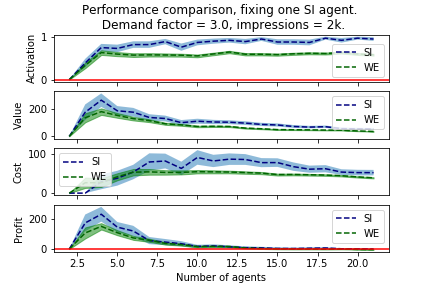 Performance comparison, fixing one SI agent.
Demand factor = 3.0, impressions = 2k.
Activation
1
0
SI
WE
Value
200
0
SI
WE
Cost
100
0
SI
WE
Profit
200
0
SI
WE
2.5 5.0 7.5 10.0 12.5 15.0 17.5 20.0
Number of agents